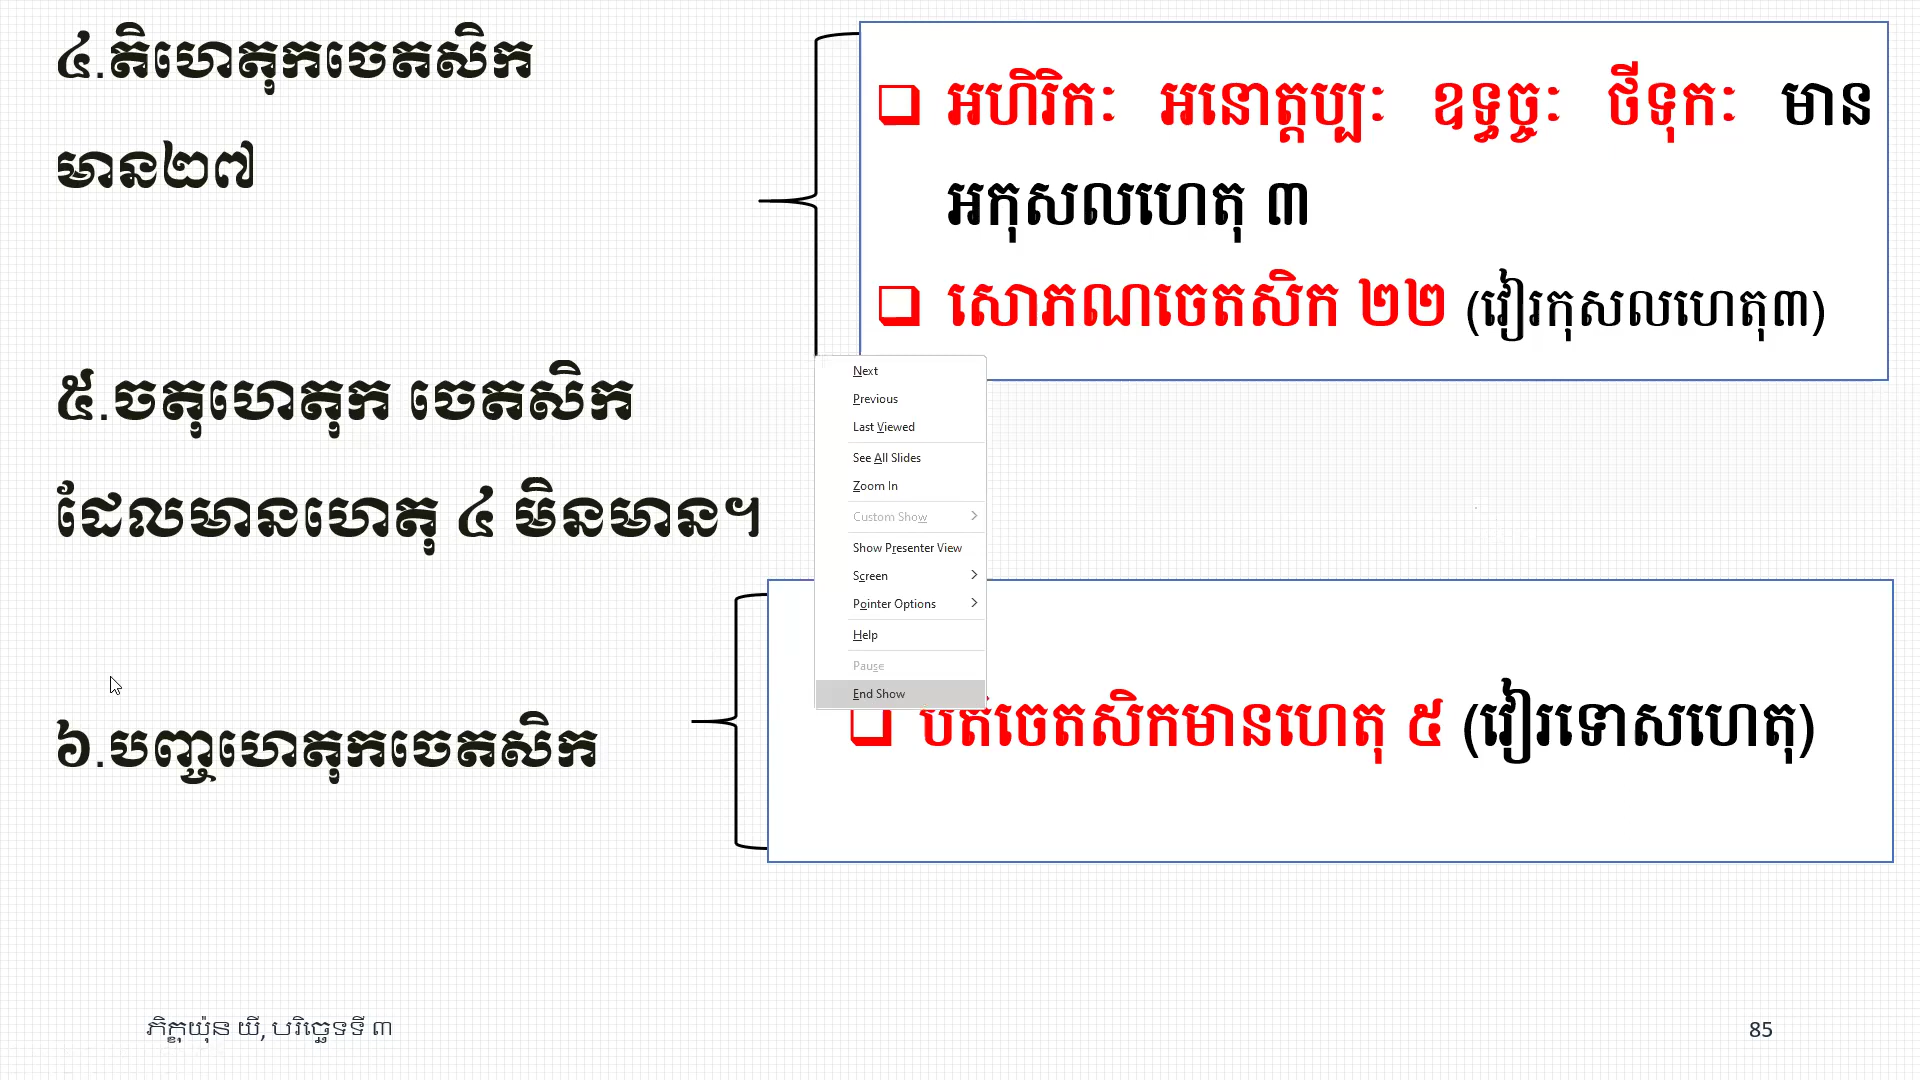 ៤.តិហេតុកចេតសិក
មាន២៧
❑ អហិរិកៈ អនោត្តប្បៈ ឧទ្ធច្ចៈ ថីទុកៈ មាន
អកុសលហេតុ ៣
❑ សោភណចេតសិក ២២ (វៀរកុសលហេតុ៣)
៥.ចតុហេតុក ចេតសិក
ដែលមានហេតុ ៤ មិនមាន។
Next
Previous
Last Viewed
See All Slides
Zoom In
Custom Show
Show Presenter View
Screen
Pointer Options
Help
Pause
End Show
៦.បញ្ចហេតុកចេតសិក
❑ បីតិចេតសិកមានហេតុ ៥ (វៀរទោសហេតុ)
ភិក្ខុយ៉ុន យី, បរិច្ឆេទទី ៣
85